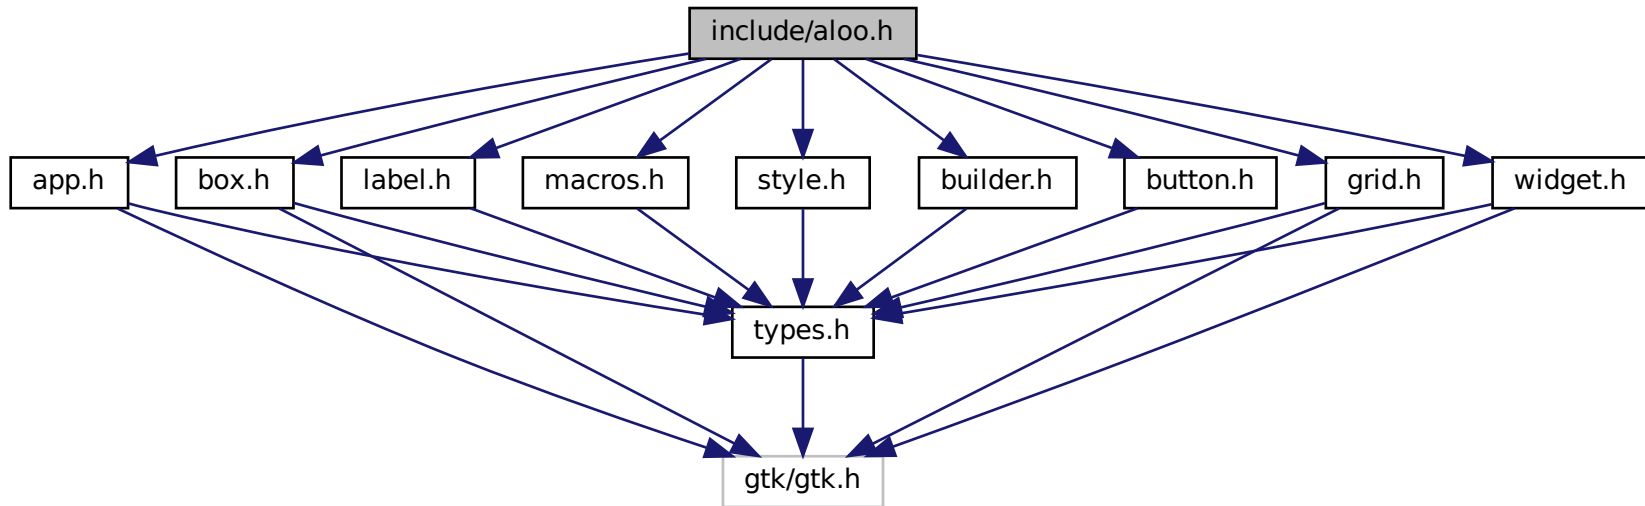 include/aloo.h
app.h
box.h
label.h
macros.h
style.h
builder.h
button.h
grid.h
widget.h
types.h
gtk/gtk.h